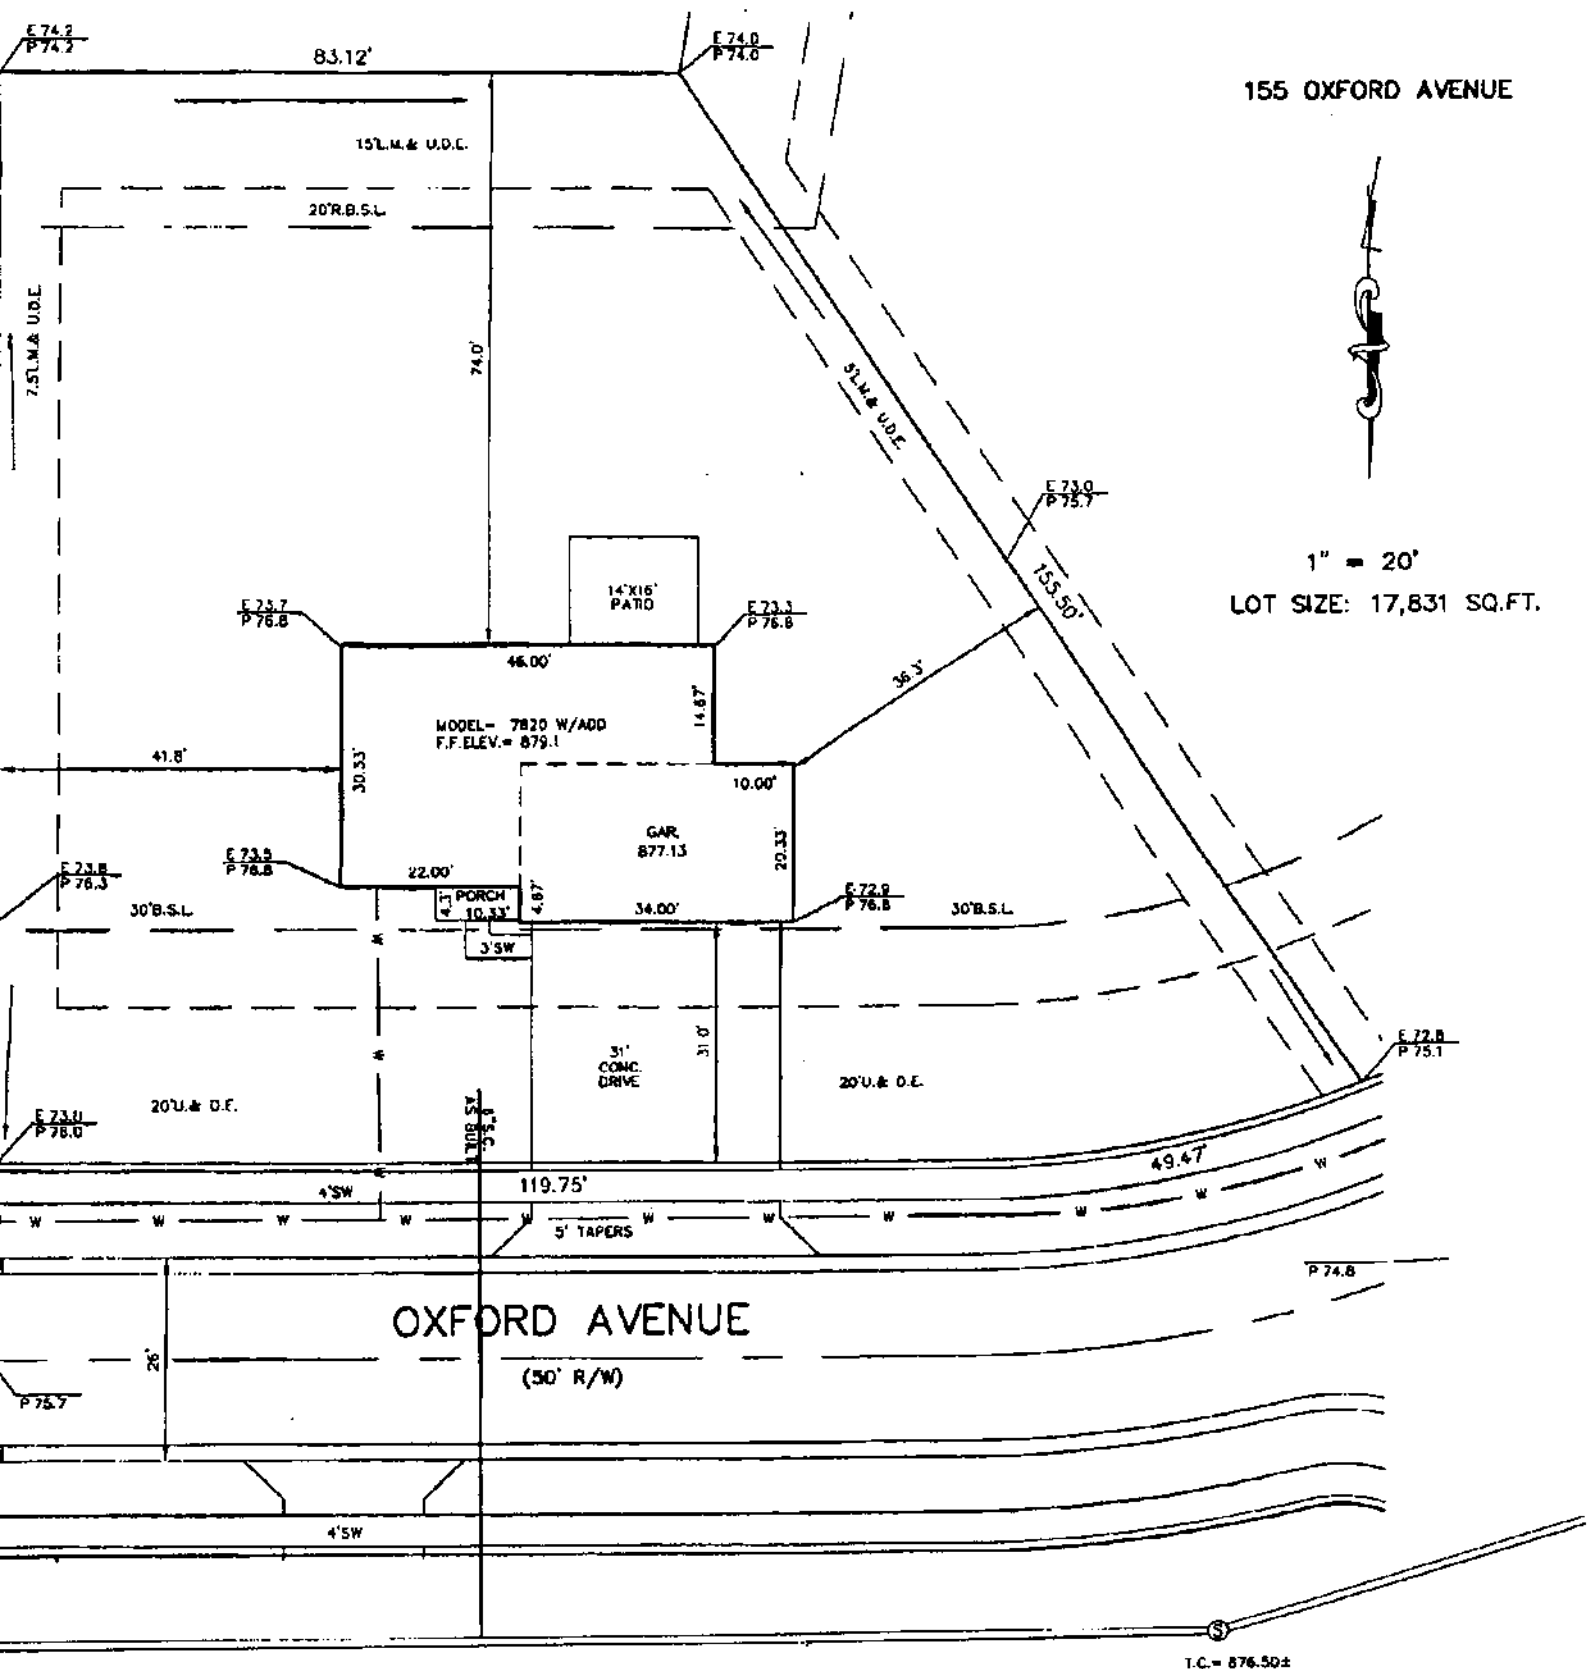 E 74.2
P 74.2
83.12'
E 74.0
P 74.0
155 OXFORD AVENUE
15'L.M.& U.D.E.
20'R.B.S.L.
7.5'L.M.& U.D.E.
74.0'
5'L.M.& U.D.E.
E 73.0
P 75.7
1" = 20'
LOT SIZE: 17,831 SQ.FT.
155.50'
14'X16'
PATIO
E 73.7
P 76.8
E 73.3
P 76.8
46.00'
36.3'
14.67'
MODEL- 7820 W/ADD
F.F.ELEV.= 879.1
41.8'
30.33'
10.00'
GAR.
877.13
20.33'
E 73.8
P 76.3
E 73.5
P 76.8
22.00'
PORCH
10.33'
4.3'
4.67'
34.00'
E 72.9
P 76.8
30'B.S.L.
30'B.S.L.
W
3'SW
W
31'
CONC.
DRIVE
31.0'
E 72.8
P 75.1
20'U.& D.E.
20'U.& D.E.
E 73.0
P 76.0
AS BUILT
W
49.47'
4'SW
119.75'
W W W W W W W W W W W
5' TAPERS
P 74.8
OXFORD AVENUE
26'
(50' R/W)
P 75.7
4'SW
S
T.C.= 876.50±